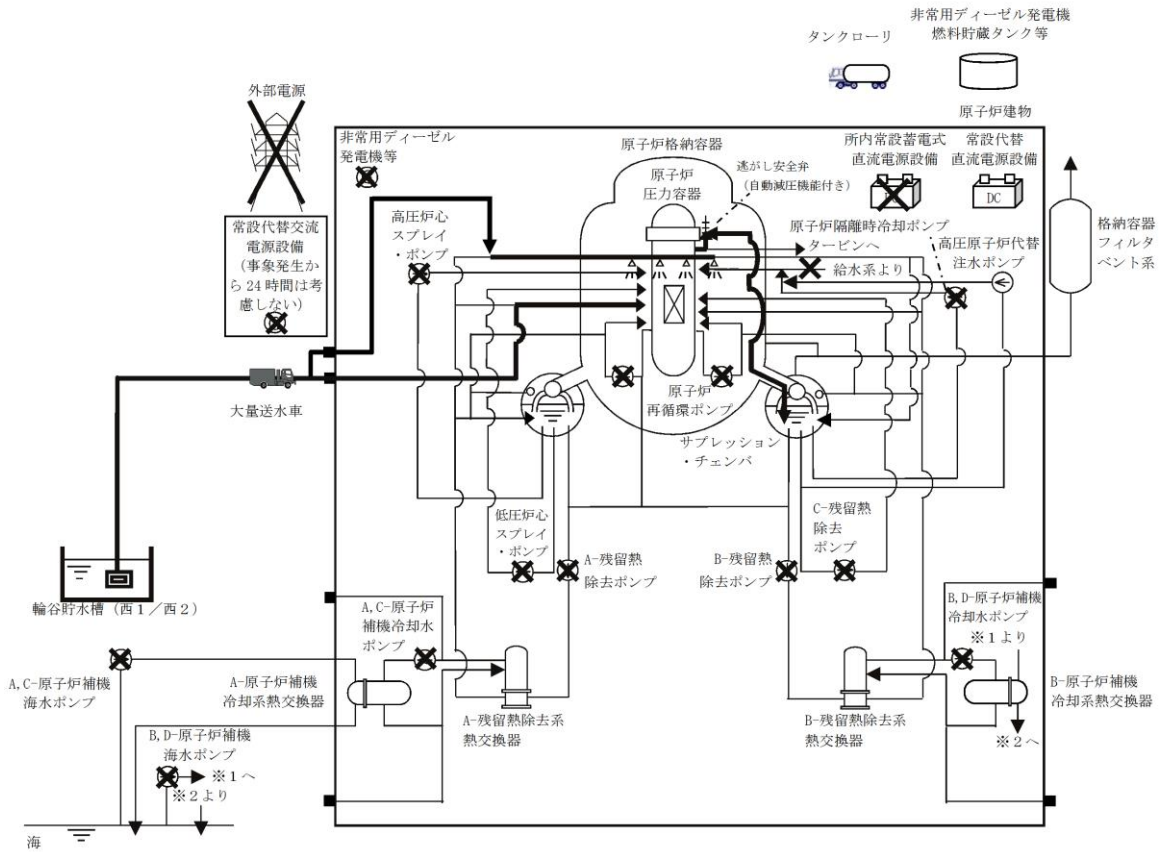 非常用ディーゼル発電機
燃料貯蔵タンク等
タンクローリ
外部電源
原子炉建物
非常用ディーゼル
発電機等
原子炉格納容器
原子炉
圧力容器
逃がし安全弁
(自動減圧機能付き)
所内常設蓄電式
直流電源設備
常設代替
直流電源設備
DC
常設代替交流
電源設備
(事象発生か
ら24時間は考
慮しない)
高圧炉心
スプレイ
・ポンプ
原子炉隔離時冷却ポンプ
タービンへ
給水系より
高圧原子炉代替
注水ポンプ
格納容器
フィルタ
ベント系
大量送水車
原子炉
再循環ポンプ
サプレッション
・チェンバ
低圧炉心
スプレイ
・ポンプ
A-残留熱
除去ポンプ
B-残留熱
除去ポンプ
C-残留熱
除去
ポンプ
輪谷貯水槽(西1/西2)
A,C-原子炉
補機冷却水
ポンプ
B,D-原子炉補機
冷却水ポンプ
※1より
A,C-原子炉補機
海水ポンプ
A-原子炉補機
冷却系熱交換器
A-残留熱除去系
熱交換器
B-残留熱除去系
熱交換器
B-原子炉補機
冷却系熱交換器
※2へ
B,D-原子炉補機
海水ポンプ
※1へ
※2より
海